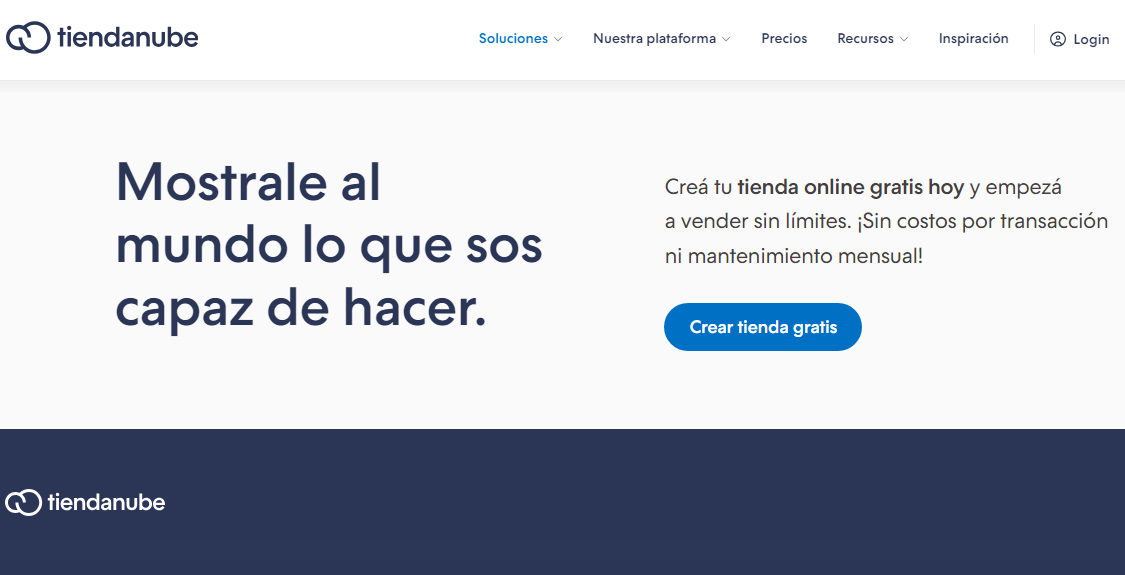 tiendanube
Soluciones
Nuestra plataforma
Precios
Recursos
Inspiración
Login
Mostrale al
mundo lo que sos
capaz de hacer.
Creá tu tienda online gratis hoy y empezá
a vender sin límites. ¡Sin costos por transacción
ni mantenimiento mensual!
Crear tienda gratis
tiendanube